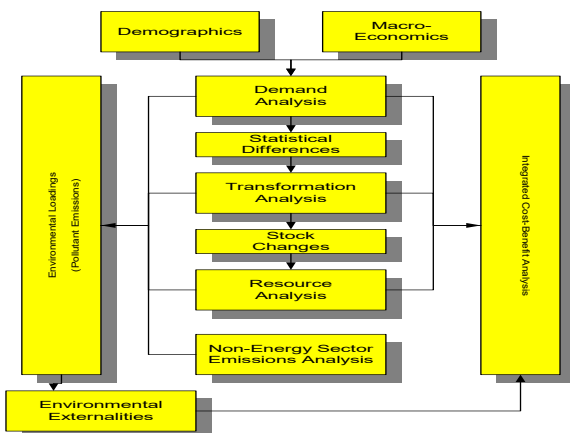 Demographics
Macro-
Economics
Demand
Analysis
Statistical
Differences
Transformation
Analysis
Stock
Changes
Resource
Analysis
Non-Energy Sector
Emissions Analysis
Environmental Loadings
(Pollutant Emissions)
Integrated Cost-Benefit Analysis
Environmental
Externalities